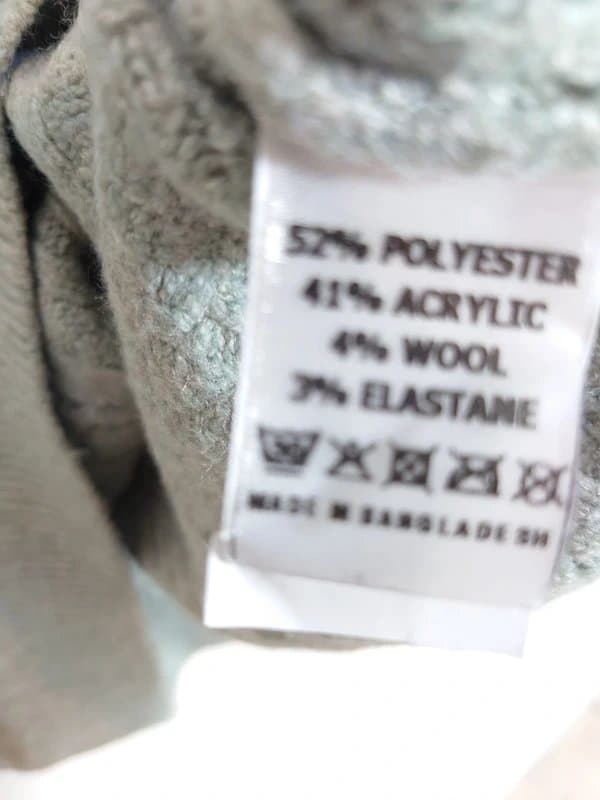 52% POLYESTER
41% ACRYLIC
4% WOOL
3% ELASTANE
MADE IN BANGLADESH